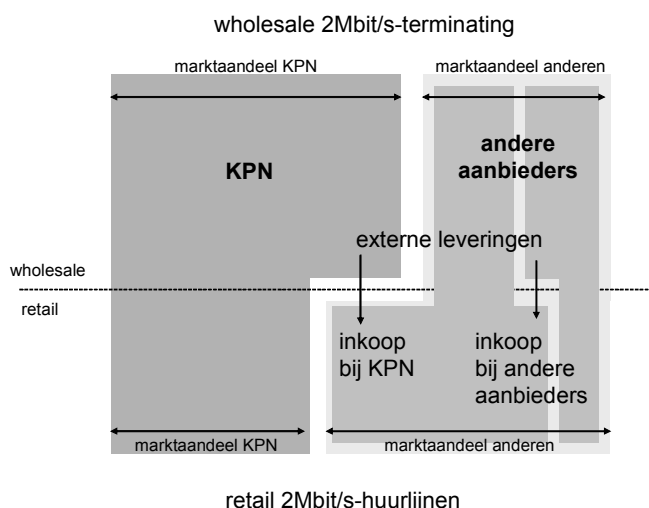 wholesale 2Mbit/s-terminating
marktaandeel KPN
marktaandeel anderen
KPN
andere
aanbieders
externe leveringen
wholesale
retail
inkoop
bij KPN
inkoop
bij andere
aanbieders
marktaandeel KPN
marktaandeel anderen
retail 2Mbit/s-huurlijnen